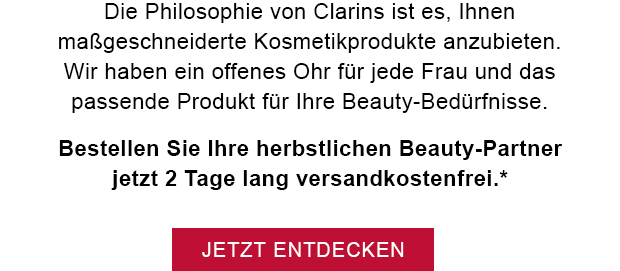 Die Philosophie von Clarins ist es, Ihnen
maßgeschneiderte Kosmetikprodukte anzubieten.
Wir haben ein offenes Ohr für jede Frau und das
passende Produkt für Ihre Beauty-Bedürfnisse.
Bestellen Sie Ihre herbstlichen Beauty-Partner
jetzt 2 Tage lang versandkostenfrei.*
JETZT ENTDECKEN